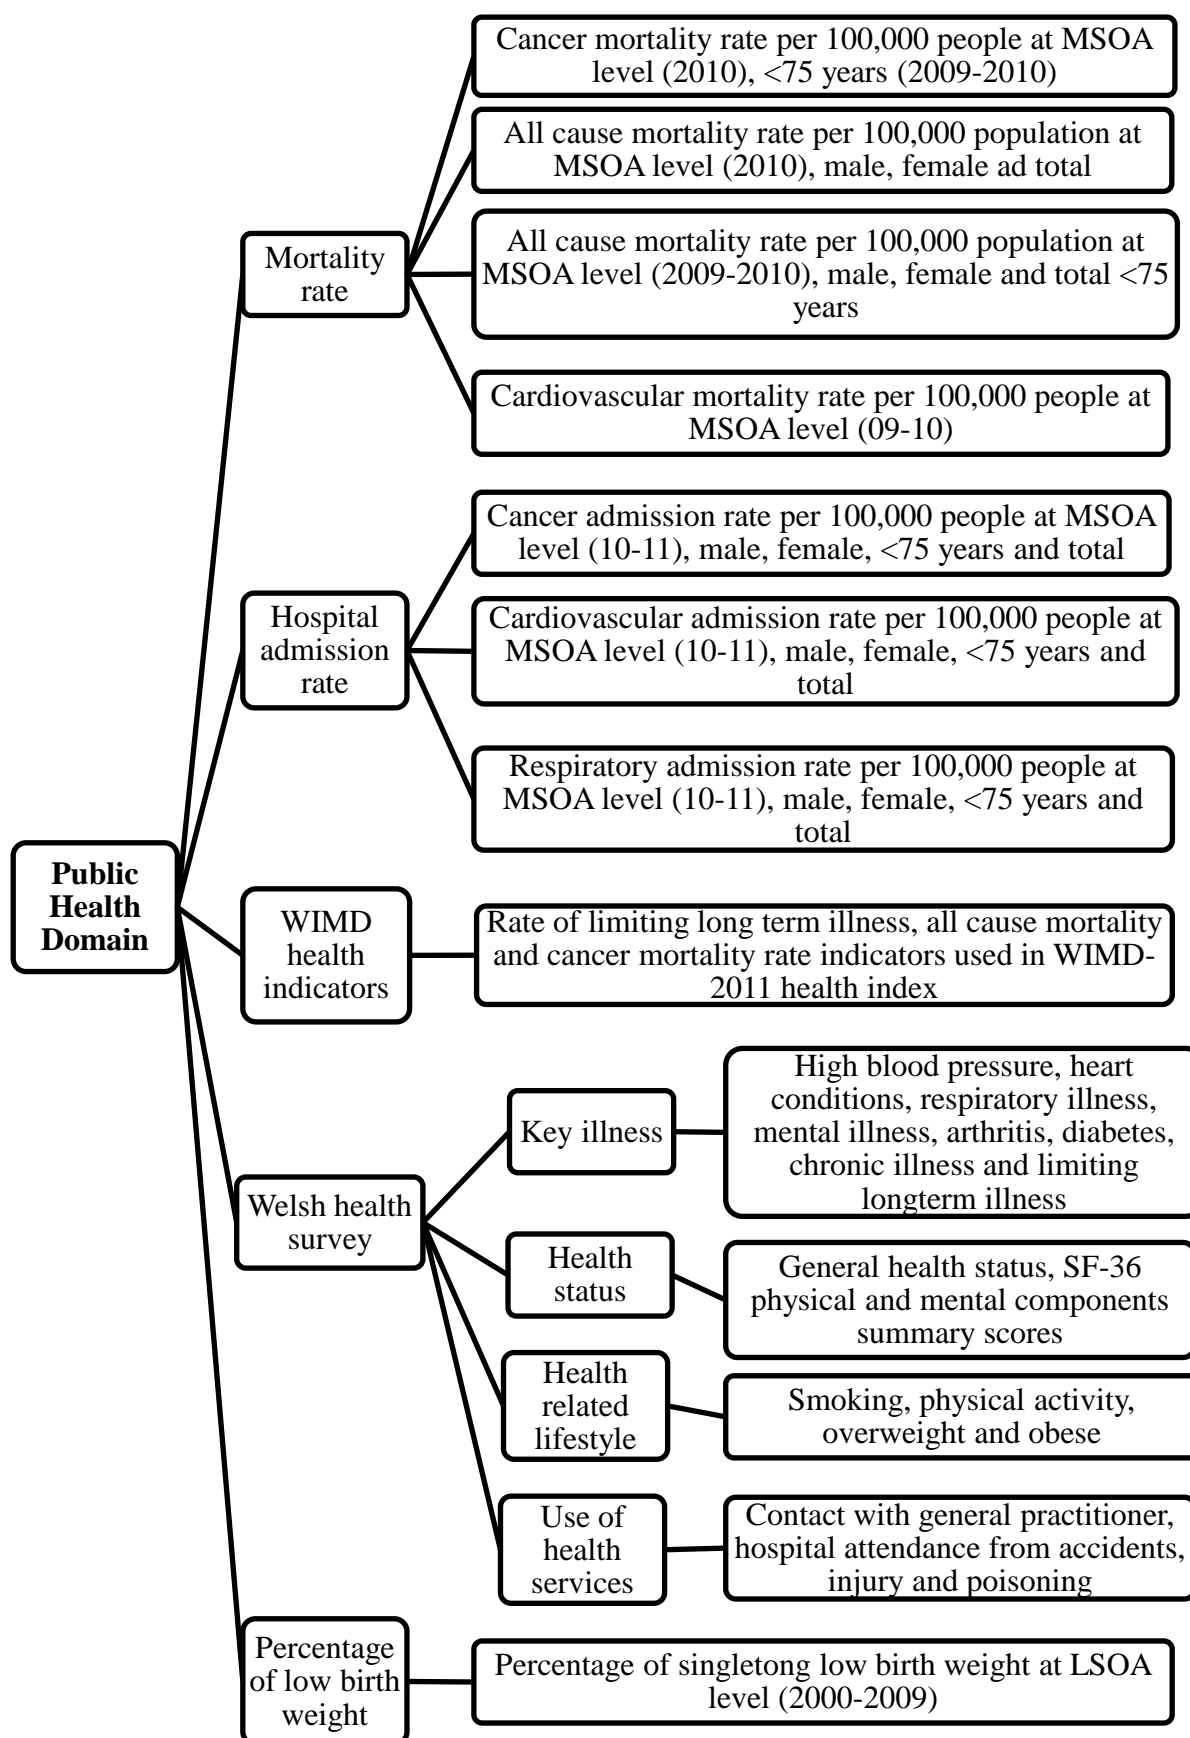 Cancer mortality rate per 100,000 people at MSOA
level (2010), <75 years (2009-2010)
All cause mortality rate per 100,000 population at
MSOA level (2010), male, female ad total
Mortality
rate
All cause mortality rate per 100,000 population at
MSOA level (2009-2010), male, female and total <75
years
Cardiovascular mortality rate per 100,000 people at
MSOA level (09-10)
Cancer admission rate per 100,000 people at MSOA
level (10-11), male, female, <75 years and total
Hospital
admission
rate
Cardiovascular admission rate per 100,000 people at
MSOA level (10-11), male, female, <75 years and
total
Respiratory admission rate per 100,000 people at
MSOA level (10-11), male, female, <75 years and
total
Public
Health
Domain
WIMD
health
indicators
Rate of limiting long term illness, all cause mortality
and cancer mortality rate indicators used in WIMD-
2011 health index
Welsh health
survey
Key illness
High blood pressure, heart
conditions, respiratory illness,
mental illness, arthritis, diabetes,
chronic illness and limiting
longterm illness
Health
status
General health status, SF-36
physical and mental components
summary scores
Health
related
lifestyle
Smoking, physical activity,
overweight and obese
Use of
health
services
Contact with general practitioner,
hospital attendance from accidents,
injury and poisoning
Percentage
of low birth
weight
Percentage of singletong low birth weight at LSOA
level (2000-2009)